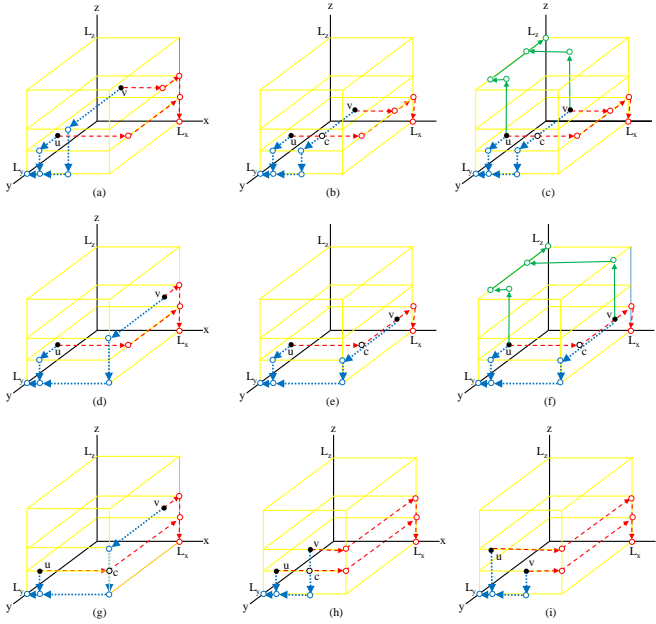 z
L_z
v
u
L_x
x
L_y
y
(a)
z
L_z
v
u
c
L_x
x
L_y
y
(b)
z
L_z
v
u
c
L_x
x
L_y
y
(c)
z
L_z
v
u
L_x
x
L_y
y
(d)
z
L_z
v
u
c
L_x
x
L_y
y
(e)
z
L_z
v
u
c
L_x
x
L_y
y
(f)
z
L_z
v
u
c
L_x
x
L_y
y
(g)
z
L_z
v
u
c
L_x
x
L_y
y
(h)
z
L_z
u
v
L_x
x
L_y
y
(i)